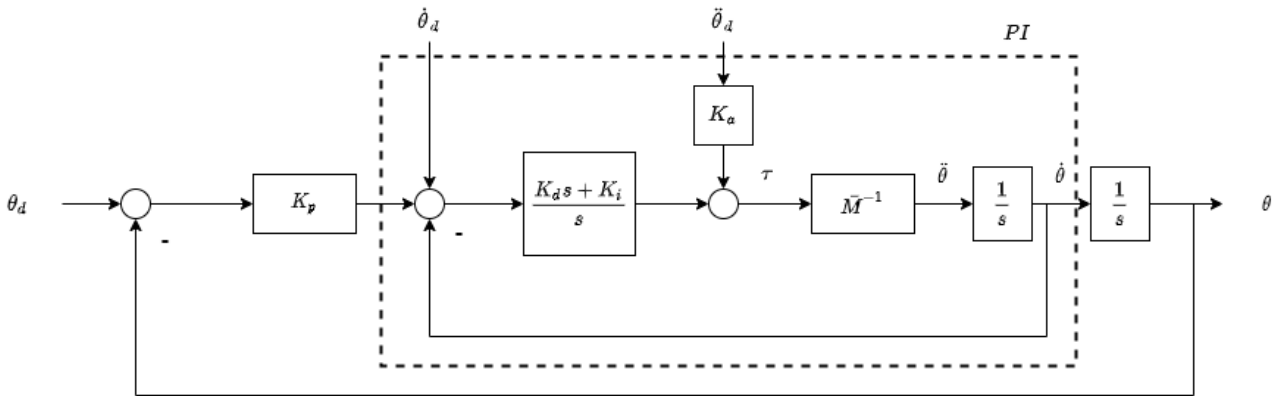 θ̇_d
θ̈_d
PI
K_a
θ_d
-
K_p
-
K_d s + K_i
s
τ
M̄⁻¹
θ̈
1
s
θ̇
1
s
θ